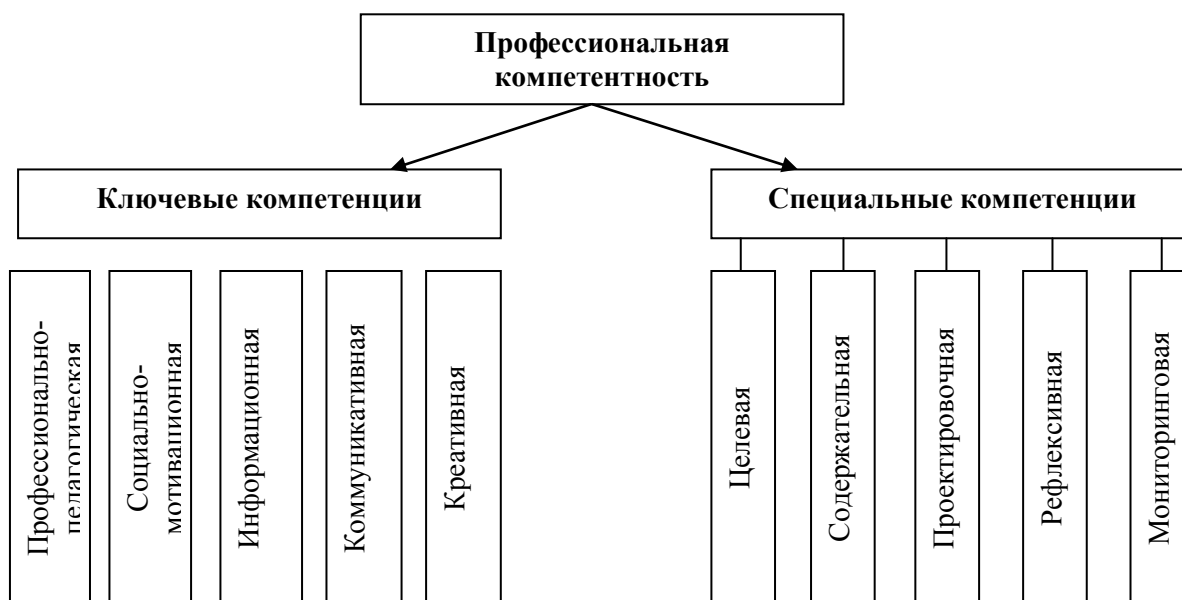 Профессиональная
компетентность
Ключевые компетенции
Специальные компетенции
Профессионально-
педагогическая
Социально-
мотивационная
Информационная
Коммуникативная
Креативная
Целевая
Содержательная
Проектировочная
Рефлексивная
Мониторинговая